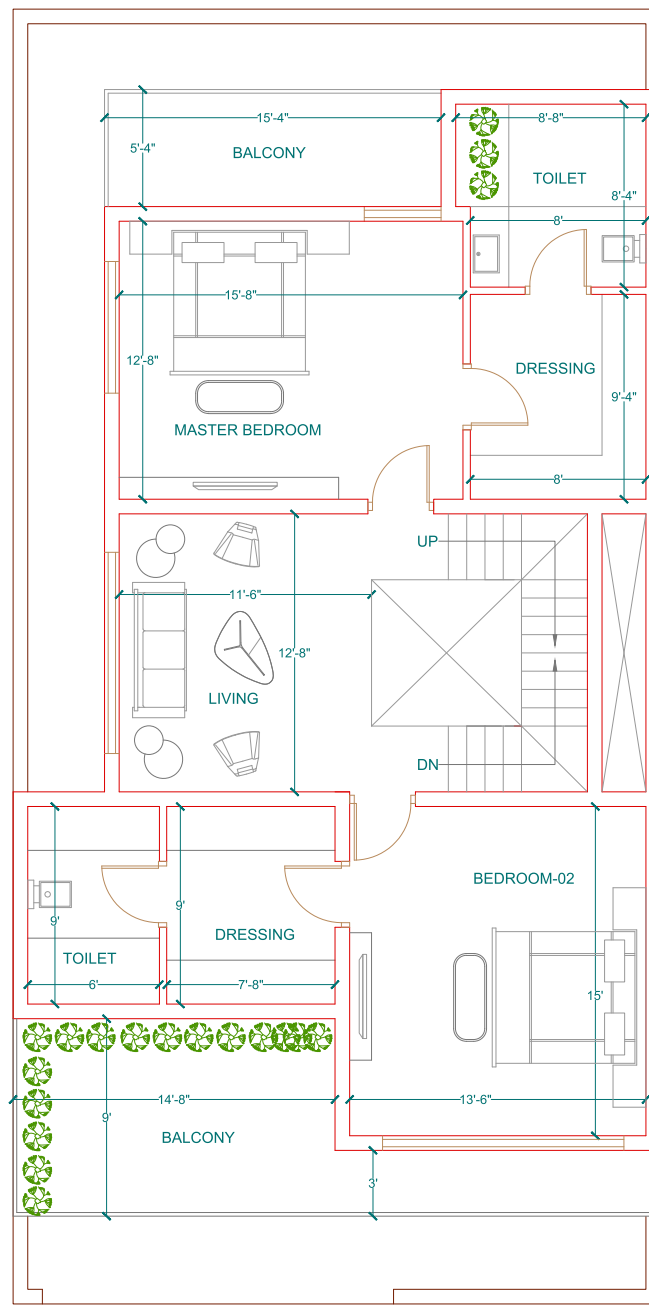 15'-4"
8'-8"
5'-4"
BALCONY
TOILET
8'-4"
8'
15'-8"
12'-8"
DRESSING
9'-4"
MASTER BEDROOM
8'
UP
11'-6"
12'-8"
LIVING
DN
BEDROOM-02
9'
9'
DRESSING
TOILET
6'
7'-8"
15'
14'-8"
13'-6"
9'
BALCONY
3'